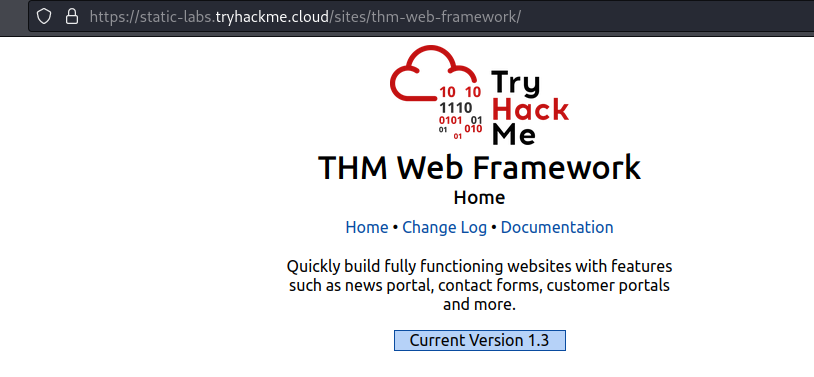 https://static-labs.tryhackme.cloud/sites/thm-web-framework/
10 10
1110
0101 01
01 010
01
Try
Hack
Me
THM Web Framework
Home
Home • Change Log • Documentation
Quickly build fully functioning websites with features
such as news portal, contact forms, customer portals
and more.
Current Version 1.3